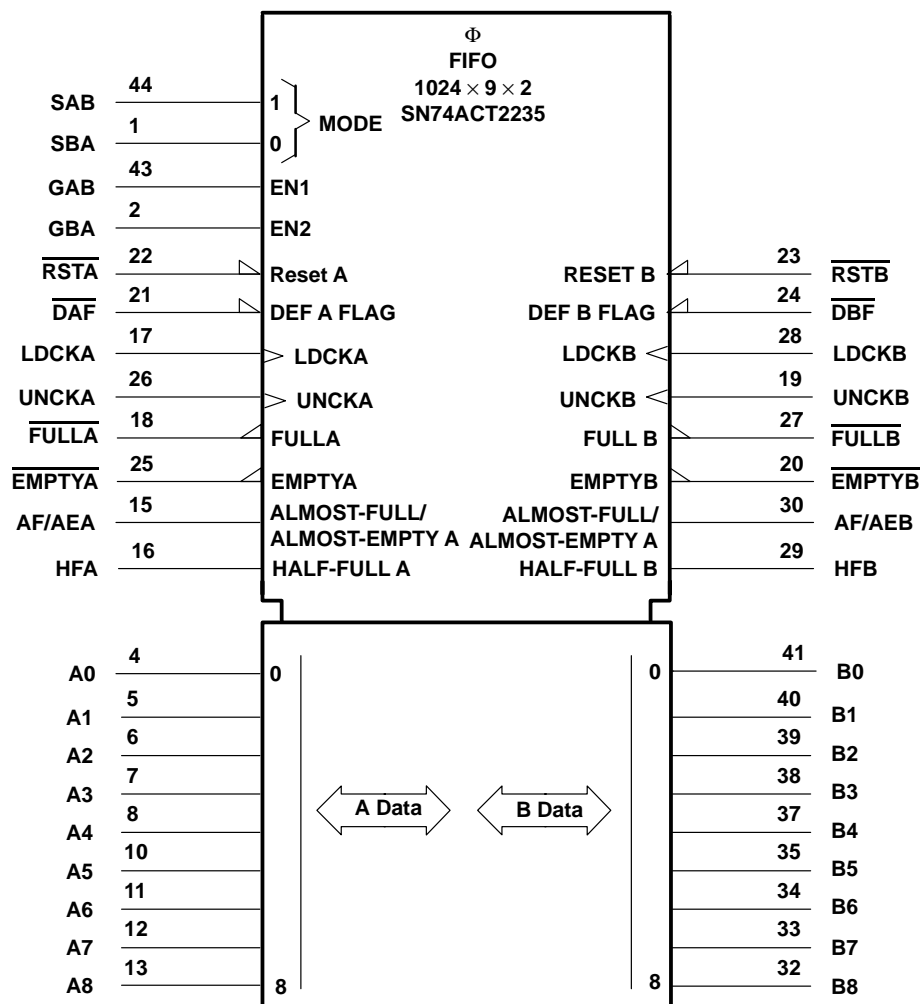 Φ
FIFO
1024 × 9 × 2
SN74ACT2235
SAB 44 1
SBA 1 0
MODE
GAB 43 EN1
GBA 2 EN2
RSTA 22 Reset A RESET B 23 RSTB
DAF 21 DEF A FLAG DEF B FLAG 24 DBF
LDCKA 17 LDCKA LDCKB 28 LDCKB
UNCKA 26 UNCKA UNCKB 19 UNCKB
FULLA 18 FULLA FULL B 27 FULLB
EMPTYA 25 EMPTYA EMPTYB 20 EMPTYB
AF/AEA 15 ALMOST-FULL/ ALMOST-FULL/ 30 AF/AEB
ALMOST-EMPTY A ALMOST-EMPTY A
HFA 16 HALF-FULL A HALF-FULL B 29 HFB
A0 4 0 0 41 B0
A1 5 40 B1
A2 6 39 B2
A3 7 38 B3
A Data B Data
A4 8 37 B4
A5 10 35 B5
A6 11 34 B6
A7 12 33 B7
A8 13 8 8 32 B8